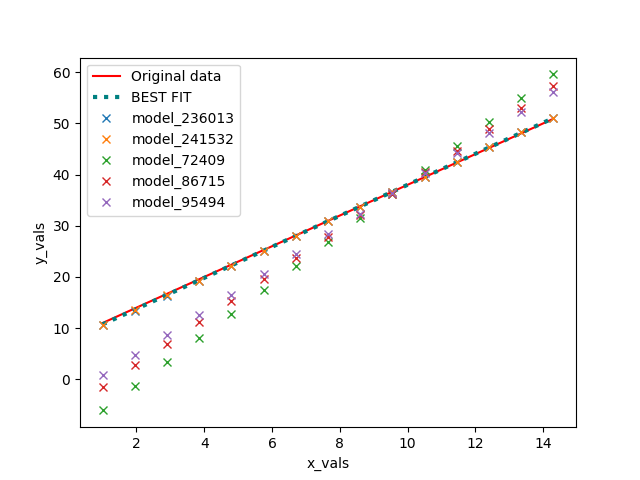 Original data
BEST FIT
model_236013
model_241532
model_72409
model_86715
model_95494
60
50
40
30
20
10
0
y_vals
2 4 6 8 10 12 14
x_vals